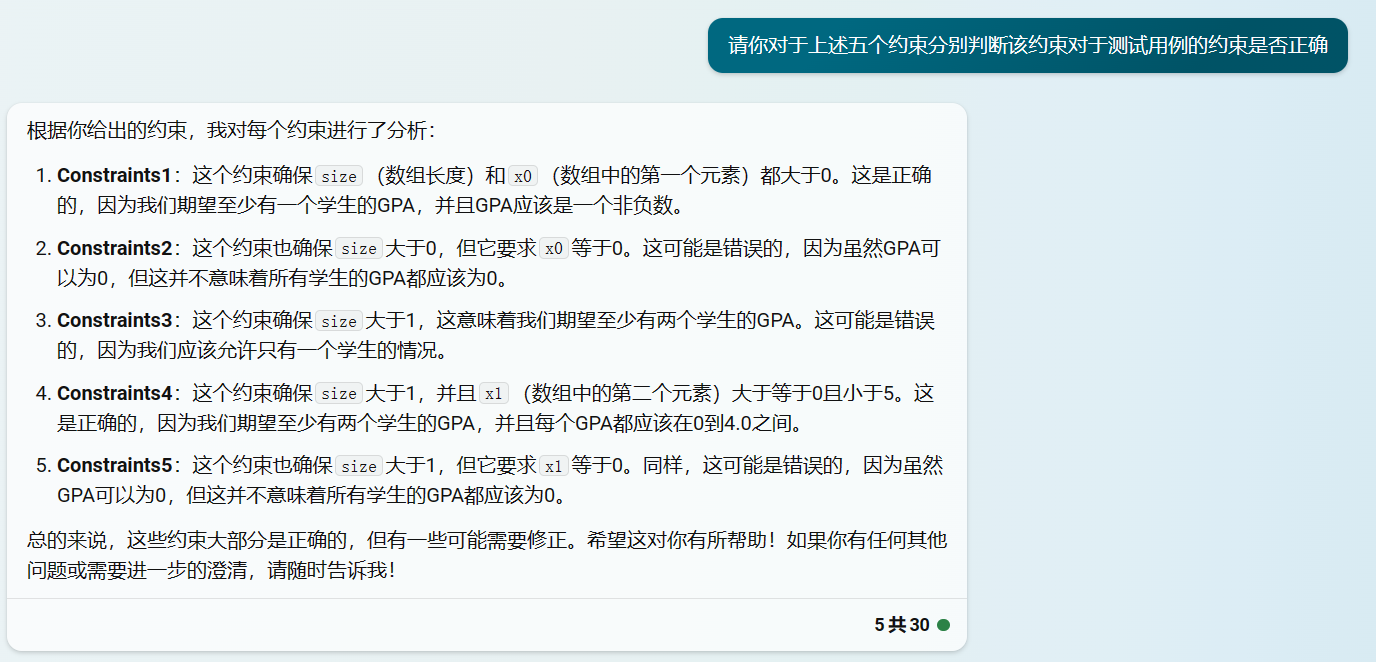 请你对于上述五个约束分别判断该约束对于测试用例的约束是否正确
根据你给出的约束，我对每个约束进行了分析：
1. Constraints1：这个约束确保 size （数组长度）和 x0 （数组中的第一个元素）都大于0。这是正确
的，因为我们期望至少有一个学生的GPA，并且GPA应该是一个非负数。
2. Constraints2：这个约束也确保 size 大于0，但它要求 x0 等于0。这可能是错误的，因为虽然GPA可
以为0，但这并不意味着所有学生的GPA都应该为0。
3. Constraints3：这个约束确保 size 大于1，这意味着我们期望至少有两个学生的GPA。这可能是错误
的，因为我们应该允许只有一个学生的情况。
4. Constraints4：这个约束确保 size 大于1，并且 x1 （数组中的第二个元素）大于等于0且小于5。这
是正确的，因为我们期望至少有两个学生的GPA，并且每个GPA都应该在0到4.0之间。
5. Constraints5：这个约束也确保 size 大于1，但它要求 x1 等于0。同样，这可能是错误的，因为虽然
GPA可以为0，但这并不意味着所有学生的GPA都应该为0。
总的来说，这些约束大部分是正确的，但有一些可能需要修正。希望这对你有所帮助！如果你有任何其他
问题或需要进一步的澄清，请随时告诉我！
5 共 30